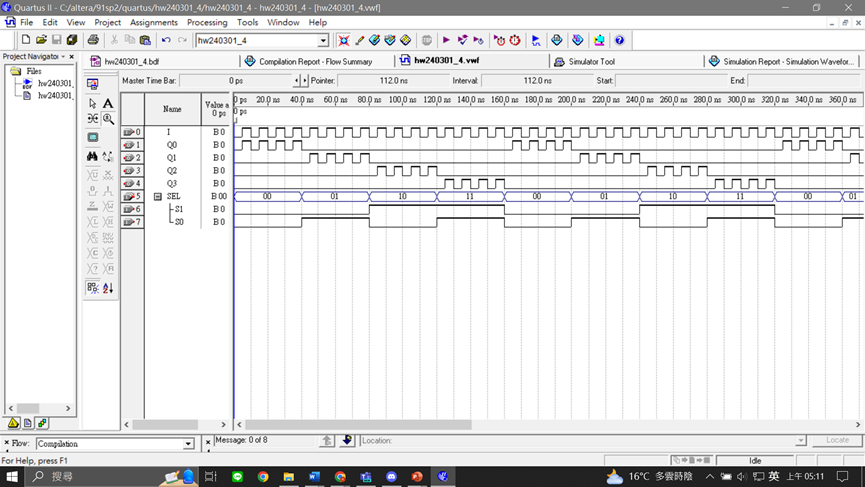 Quartus II - C:/altera/91sp2/quartus/hw240301_4/hw240301_4 - hw240301_4 - [hw240301_4.vwf]
File Edit View Project Assignments Processing Tools Window Help
hw240301_4
Project Navigator
Files
hw240301_
hw240301_
hw240301_4.bdf
Compilation Report - Flow Summary
hw240301_4.vwf
Simulator Tool
Simulation Report - Simulation Wavefor...
Master Time Bar: 0 ps Pointer: 112.0 ns Interval: 112.0 ns Start: End:
Name Value a 0 ps
0 ps 20.0 ns 40.0 ns 60.0 ns 80.0 ns 100.0 ns 120.0 ns 140.0 ns 160.0 ns 180.0 ns 200.0 ns 220.0 ns 240.0 ns 260.0 ns 280.0 ns 300.0 ns 320.0 ns 340.0 ns 360.0 ns
0 ps
0 I B 0
1 Q0 B 0
2 Q1 B 0
3 Q2 B 0
4 Q3 B 0
5 SEL B 00 00 01 10 11 00 01 10 11 00 01
6 S1 B 0
7 S0 B 0
Flow: Compilation
Message: 0 of 8 Location: Locate
For Help, press F1 Idle
搜尋
16°C 多雲時陰 英 上午 05:11